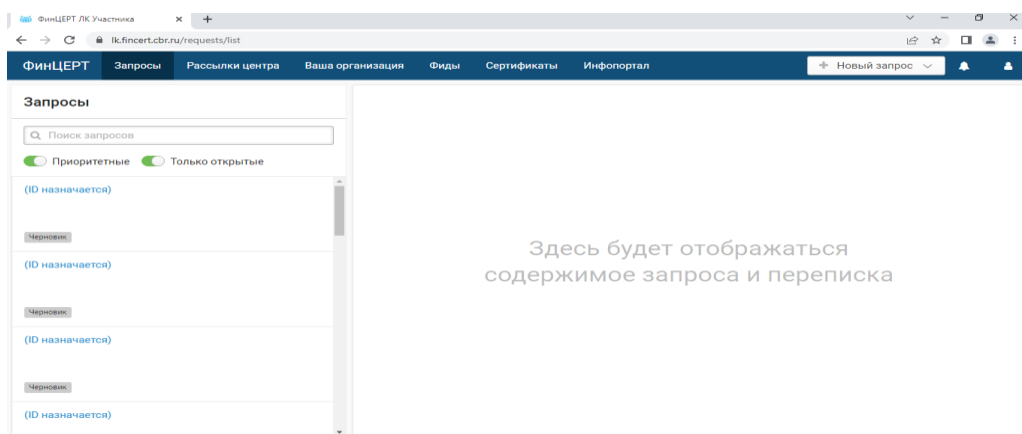 ФинЦЕРТ ЛК Участника
lk.fincert.cbr.ru/requests/list
ФинЦЕРТ Запросы Рассылки центра Ваша организация Фиды Сертификаты Инфопортал + Новый запрос
Запросы
Поиск запросов
Приоритетные Только открытые
(ID назначается)
Черновик
(ID назначается)
Черновик
(ID назначается)
Черновик
(ID назначается)
Здесь будет отображаться
содержимое запроса и переписка